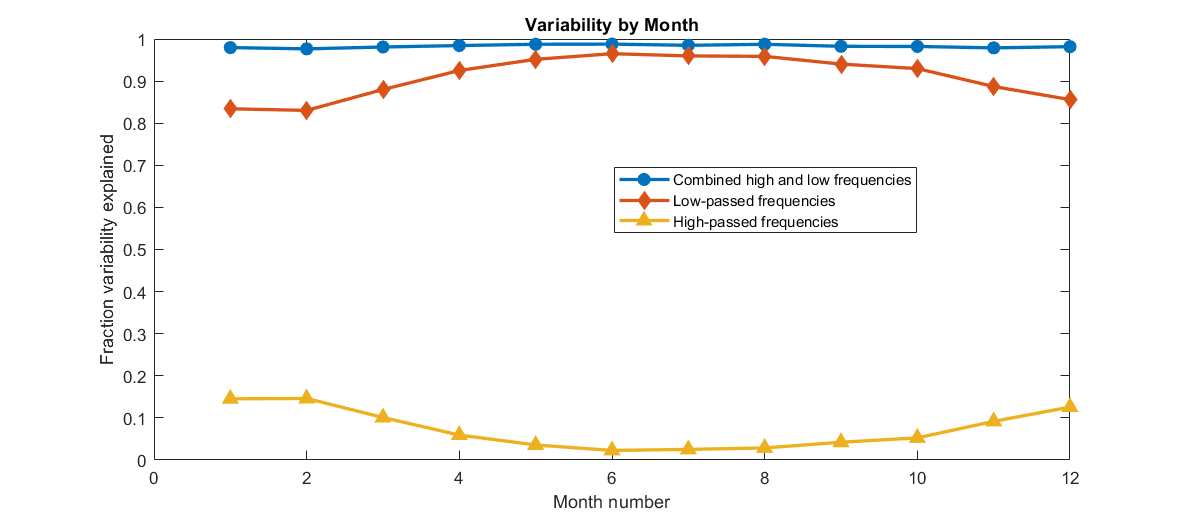 Variability by Month
1
0.9
0.8
0.7
0.6
0.5
0.4
0.3
0.2
0.1
0
Fraction variability explained
Combined high and low frequencies
Low-passed frequencies
High-passed frequencies
0 2 4 6 8 10 12
Month number